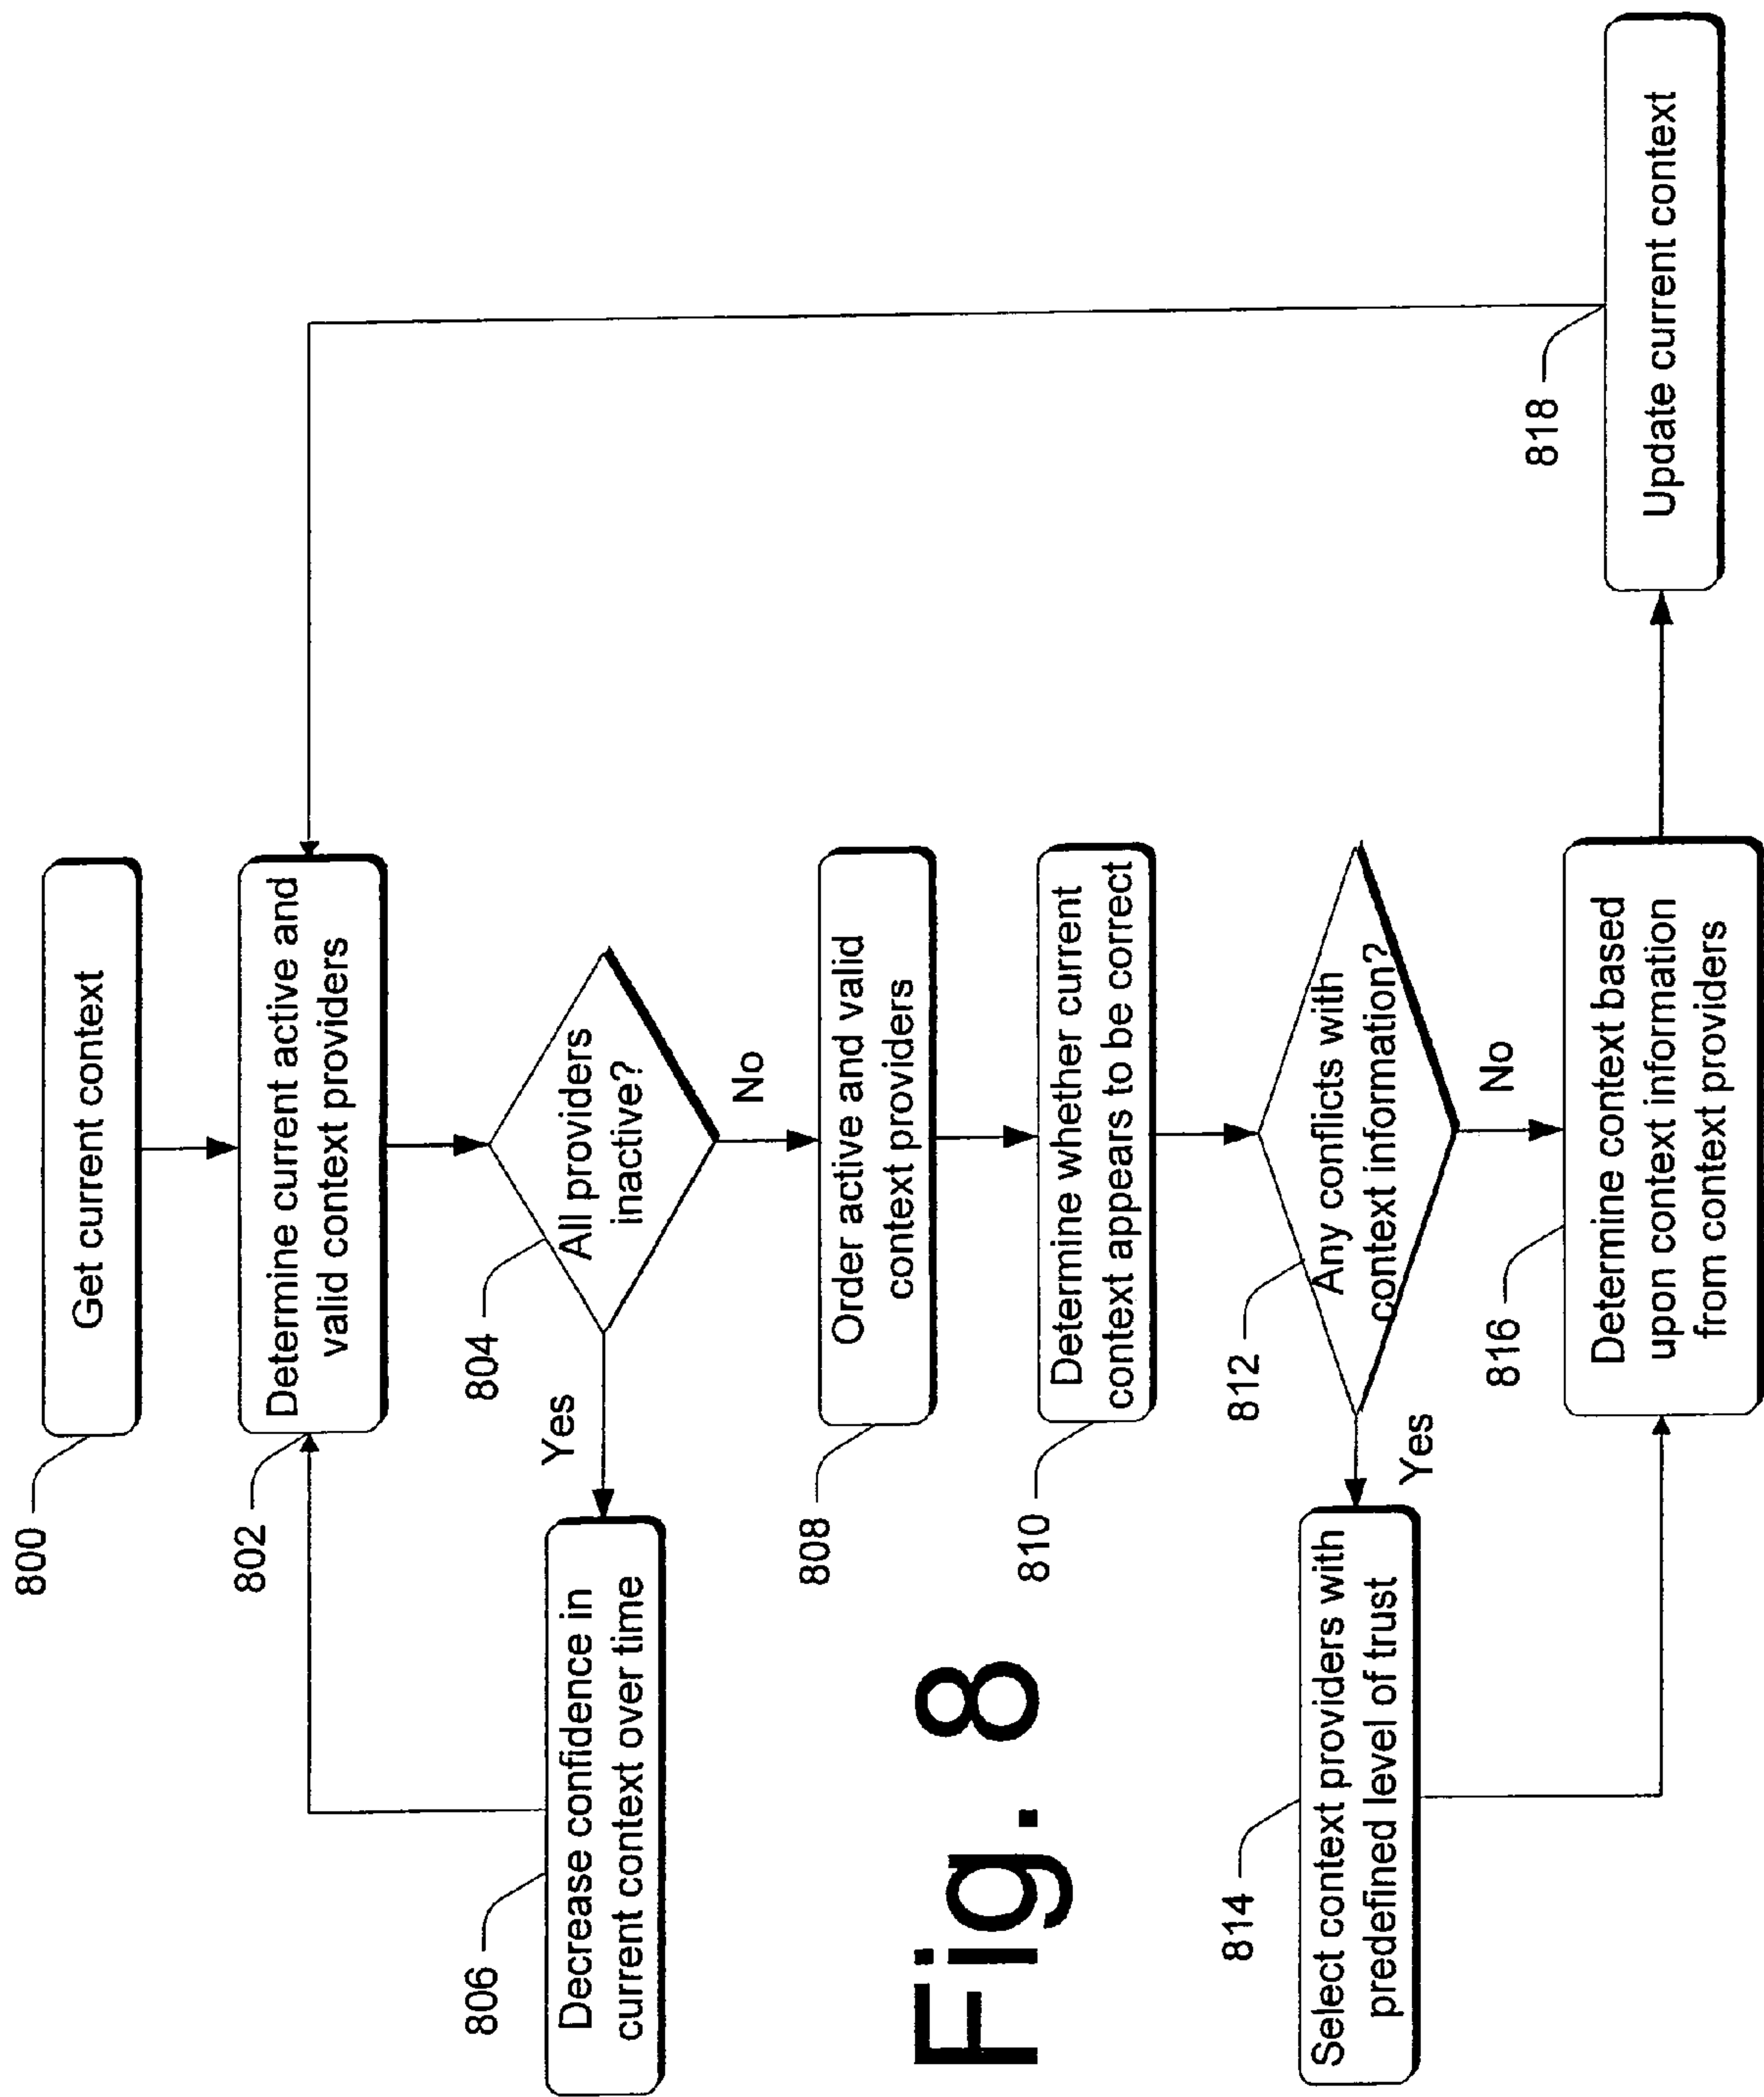 800
Get current context
802
Determine current active and
valid context providers
804
All providers
inactive?
Yes
No
806
Decrease confidence in
current context over time
808
Order active and valid
context providers
810
Determine whether current
context appears to be correct
812
Any conflicts with
context information?
Yes
No
814
Select context providers with
predefined level of trust
816
Determine context based
upon context information
from context providers
818
Update current context
Fig. 8